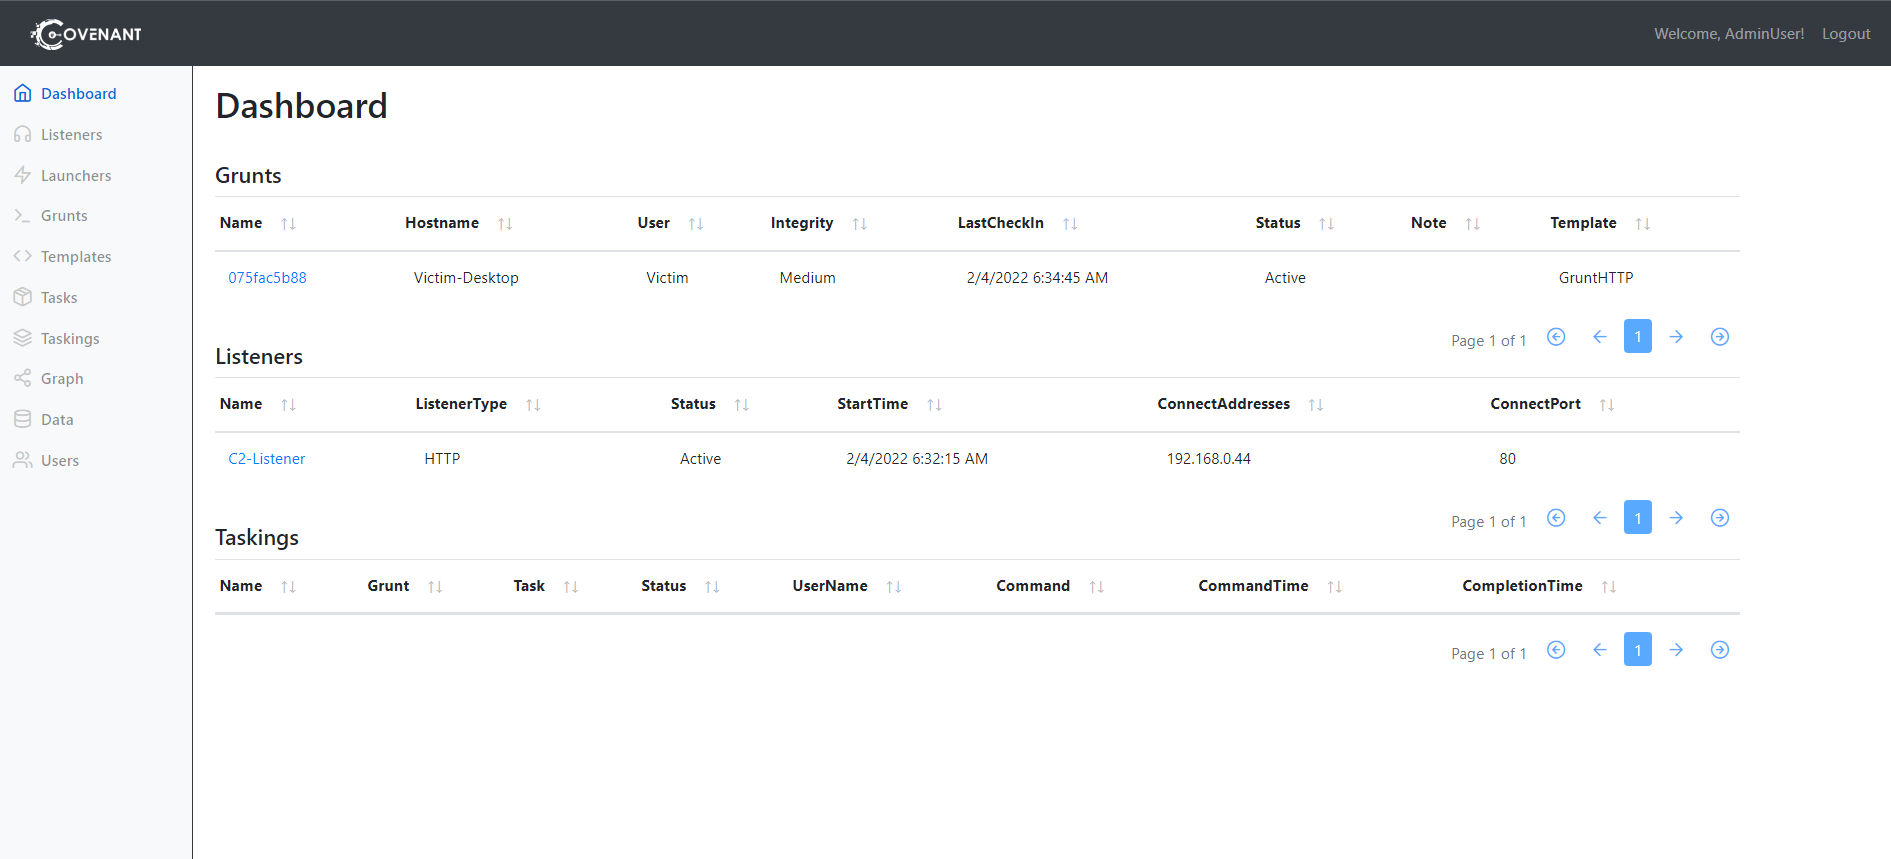 COVENANT
Welcome, AdminUser! Logout
Dashboard
Listeners
Launchers
Grunts
Templates
Tasks
Taskings
Graph
Data
Users
Dashboard
Grunts
Name Hostname User Integrity LastCheckIn Status Note Template
075fac5b88 Victim-Desktop Victim Medium 2/4/2022 6:34:45 AM Active GruntHTTP
Page 1 of 1 1
Listeners
Name ListenerType Status StartTime ConnectAddresses ConnectPort
C2-Listener HTTP Active 2/4/2022 6:32:15 AM 192.168.0.44 80
Page 1 of 1 1
Taskings
Name Grunt Task Status UserName Command CommandTime CompletionTime
Page 1 of 1 1